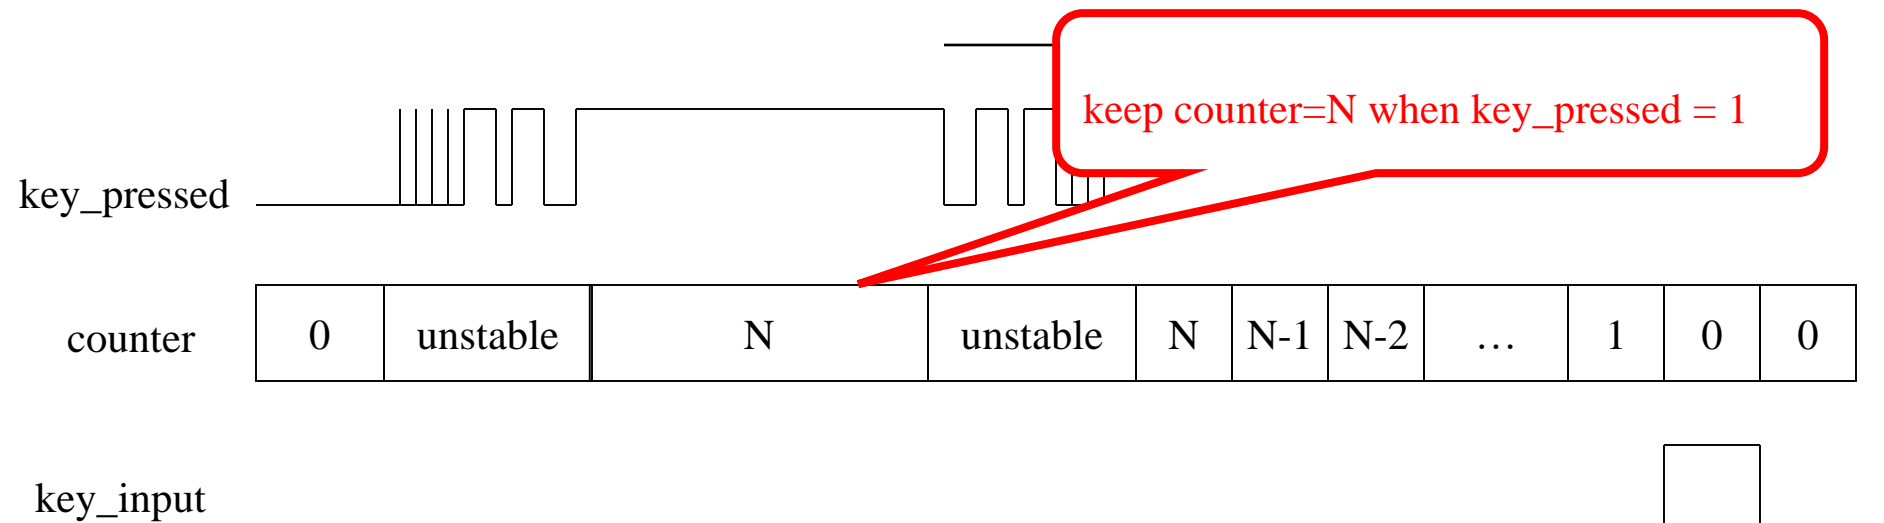 keep counter=N when key_pressed = 1
key_pressed
counter 0 unstable N unstable N N-1 N-2 … 1 0 0
key_input